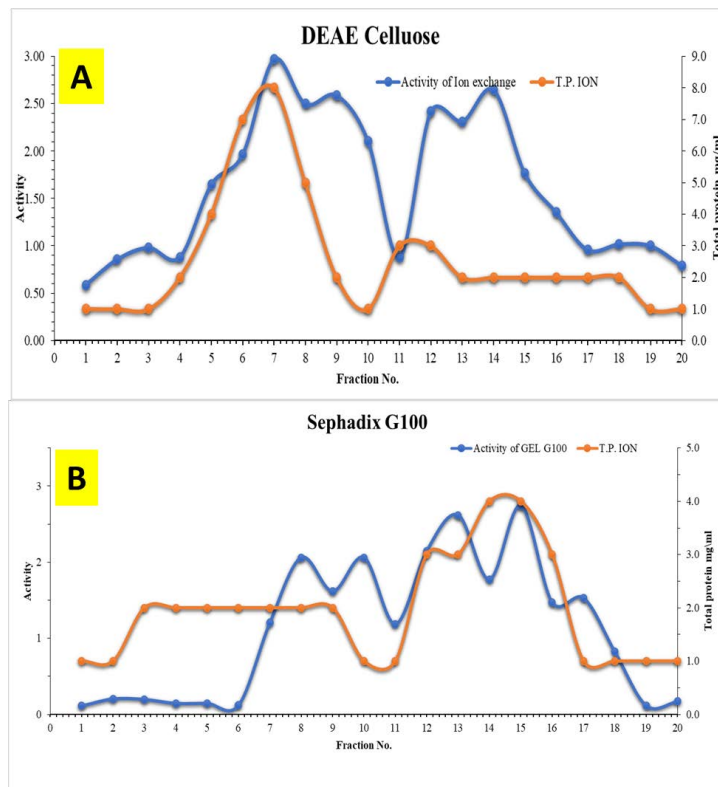 DEAE Celluose
A
Activity of Ion exchange
T.P. ION
3.00
2.50
2.00
1.50
1.00
0.50
0.00
Activity
9.0
8.0
7.0
6.0
5.0
4.0
3.0
2.0
1.0
0.0
Total protein mg/ml
0 1 2 3 4 5 6 7 8 9 10 11 12 13 14 15 16 17 18 19 20
Fraction No.
Sephadix G100
B
Activity of GEL G100
T.P. ION
3
2
1
0
Activity
5.0
4.0
3.0
2.0
1.0
0.0
Total protein mg\ml
0 1 2 3 4 5 6 7 8 9 10 11 12 13 14 15 16 17 18 19 20
Fraction No.